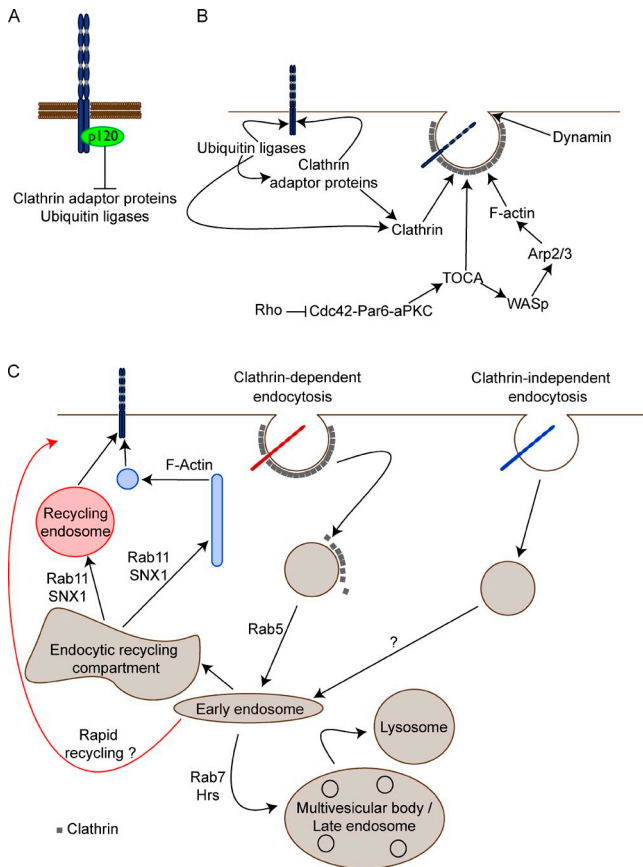 A
p120
Clathrin adaptor proteins
Ubiquitin ligases
B
Ubiquitin ligases
Clathrin
adaptor proteins
Clathrin
Dynamin
F-actin
Arp2/3
TOCA
WASp
Rho
Cdc42-Par6-aPKC
C
Clathrin-dependent
endocytosis
Clathrin-independent
endocytosis
F-Actin
Recycling
endosome
Rab11
SNX1
Rab11
SNX1
Rab5
?
Endocytic recycling
compartment
Early endosome
Rapid
recycling ?
Lysosome
Rab7
Hrs
Multivesicular body /
Late endosome
Clathrin